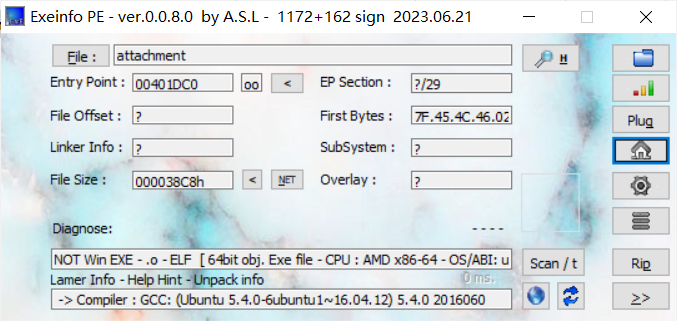 Exeinfo PE - ver.0.0.8.0  by A.S.L -  1172+162 sign  2023.06.21
File : attachment H
Entry Point : 00401DC0 oo < EP Section : ?/29
File Offset : ? First Bytes : 7F.45.4C.46.02 Plug
Linker Info : ? SubSystem : ?
File Size : 000038C8h < NET Overlay : ?
Diagnose: ----
NOT Win EXE - .o - ELF  [ 64bit obj. Exe file - CPU : AMD x86-64 - OS/ABI: u Scan / t Rip
Lamer Info - Help Hint - Unpack info 0 ms.
-> Compiler : GCC: (Ubuntu 5.4.0-6ubuntu1~16.04.12) 5.4.0 2016060 >>